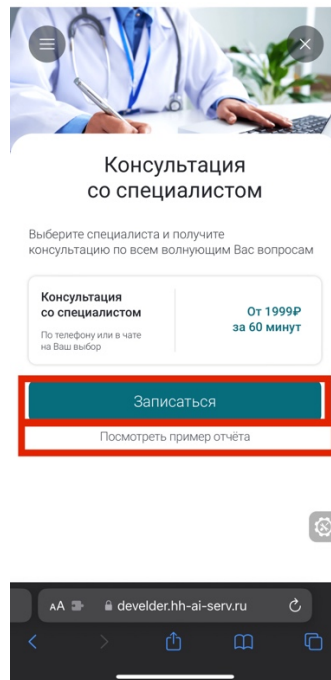 Консультация
со специалистом
Выберите специалиста и получите
консультацию по всем волнующим Вас вопросам
Консультация
со специалистом
По телефону или в чате
на Ваш выбор
От 1999₽
за 60 минут
Записаться
Посмотреть пример отчёта
AA develder.hh-ai-serv.ru